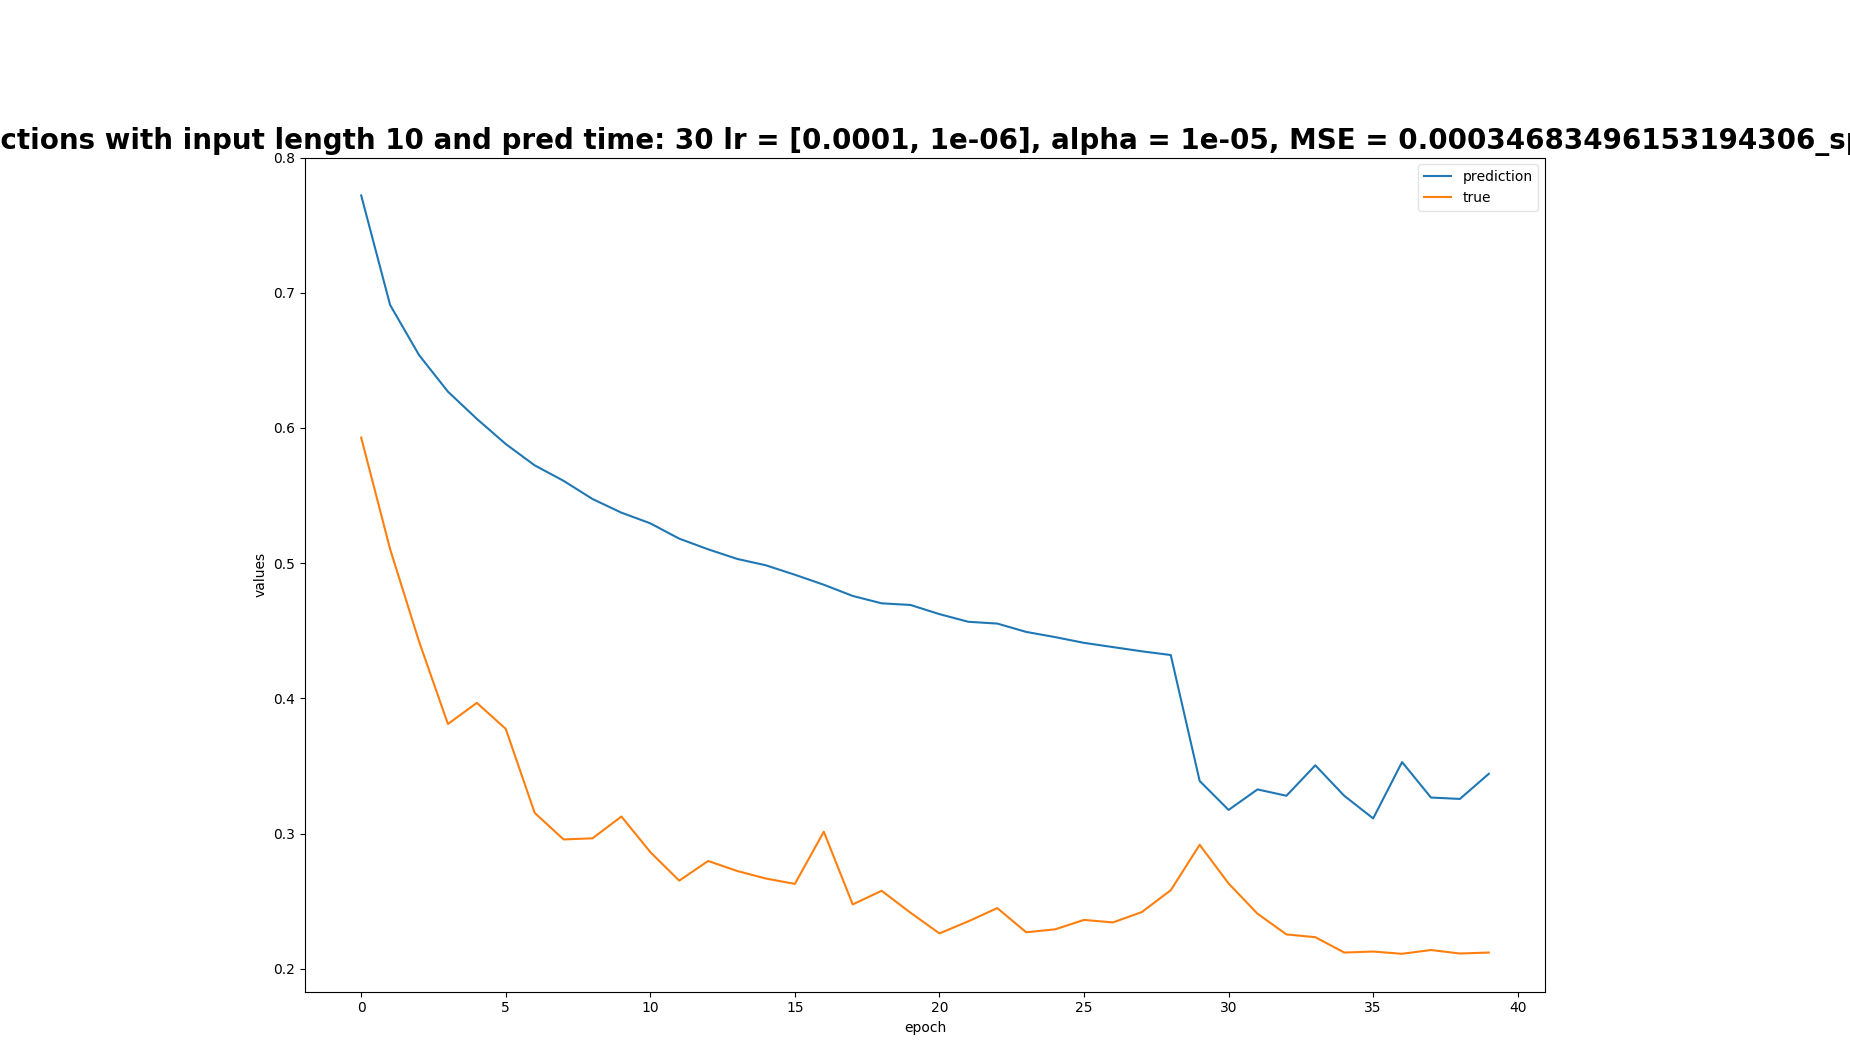 ctions with input length 10 and pred time: 30 lr = [0.0001, 1e-06], alpha = 1e-05, MSE = 0.00034683496153194306_sp
prediction
true
0.8
0.7
0.6
0.5
0.4
0.3
0.2
values
0 5 10 15 20 25 30 35 40
epoch